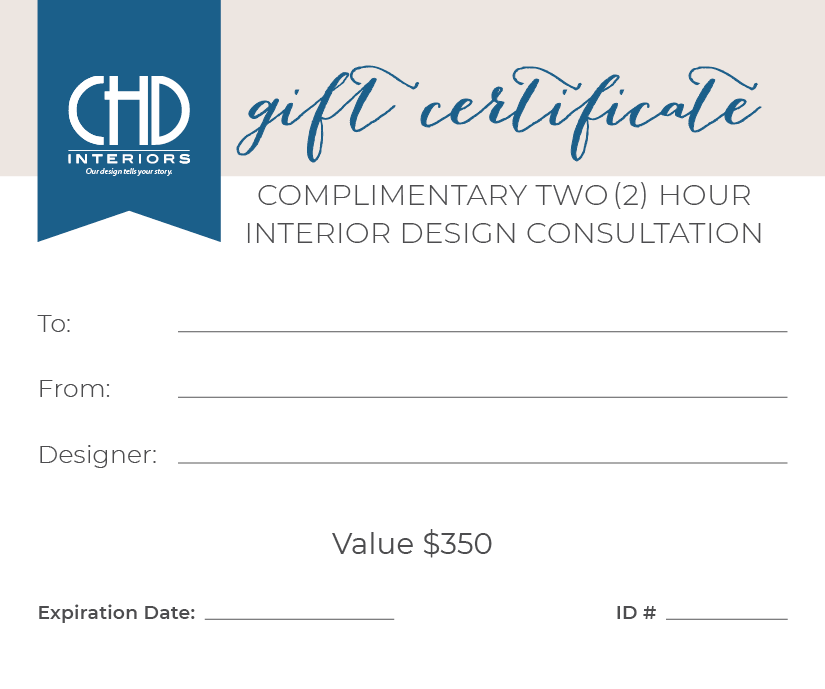 CHD
INTERIORS
Our design tells your story.
gift certificate
COMPLIMENTARY TWO (2) HOUR
INTERIOR DESIGN CONSULTATION
To:
From:
Designer:
Value $350
Expiration Date:
ID #